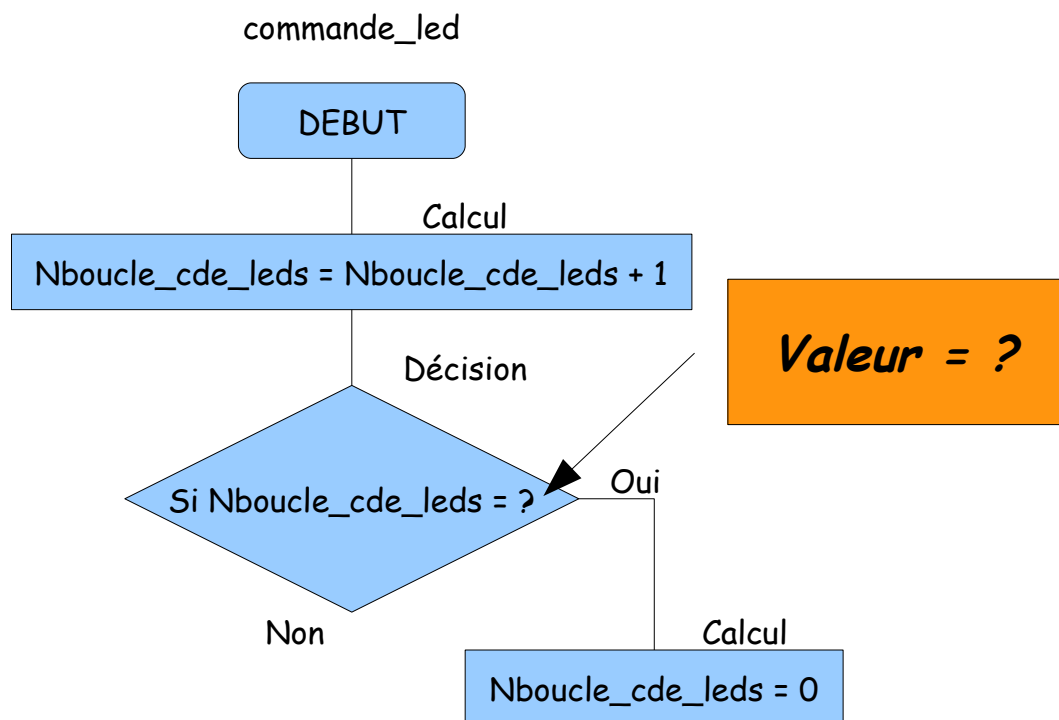 commande_led
DEBUT
Calcul
Nboucle_cde_leds = Nboucle_cde_leds + 1
Valeur = ?
Décision
Si Nboucle_cde_leds = ?
Oui
Non
Calcul
Nboucle_cde_leds = 0